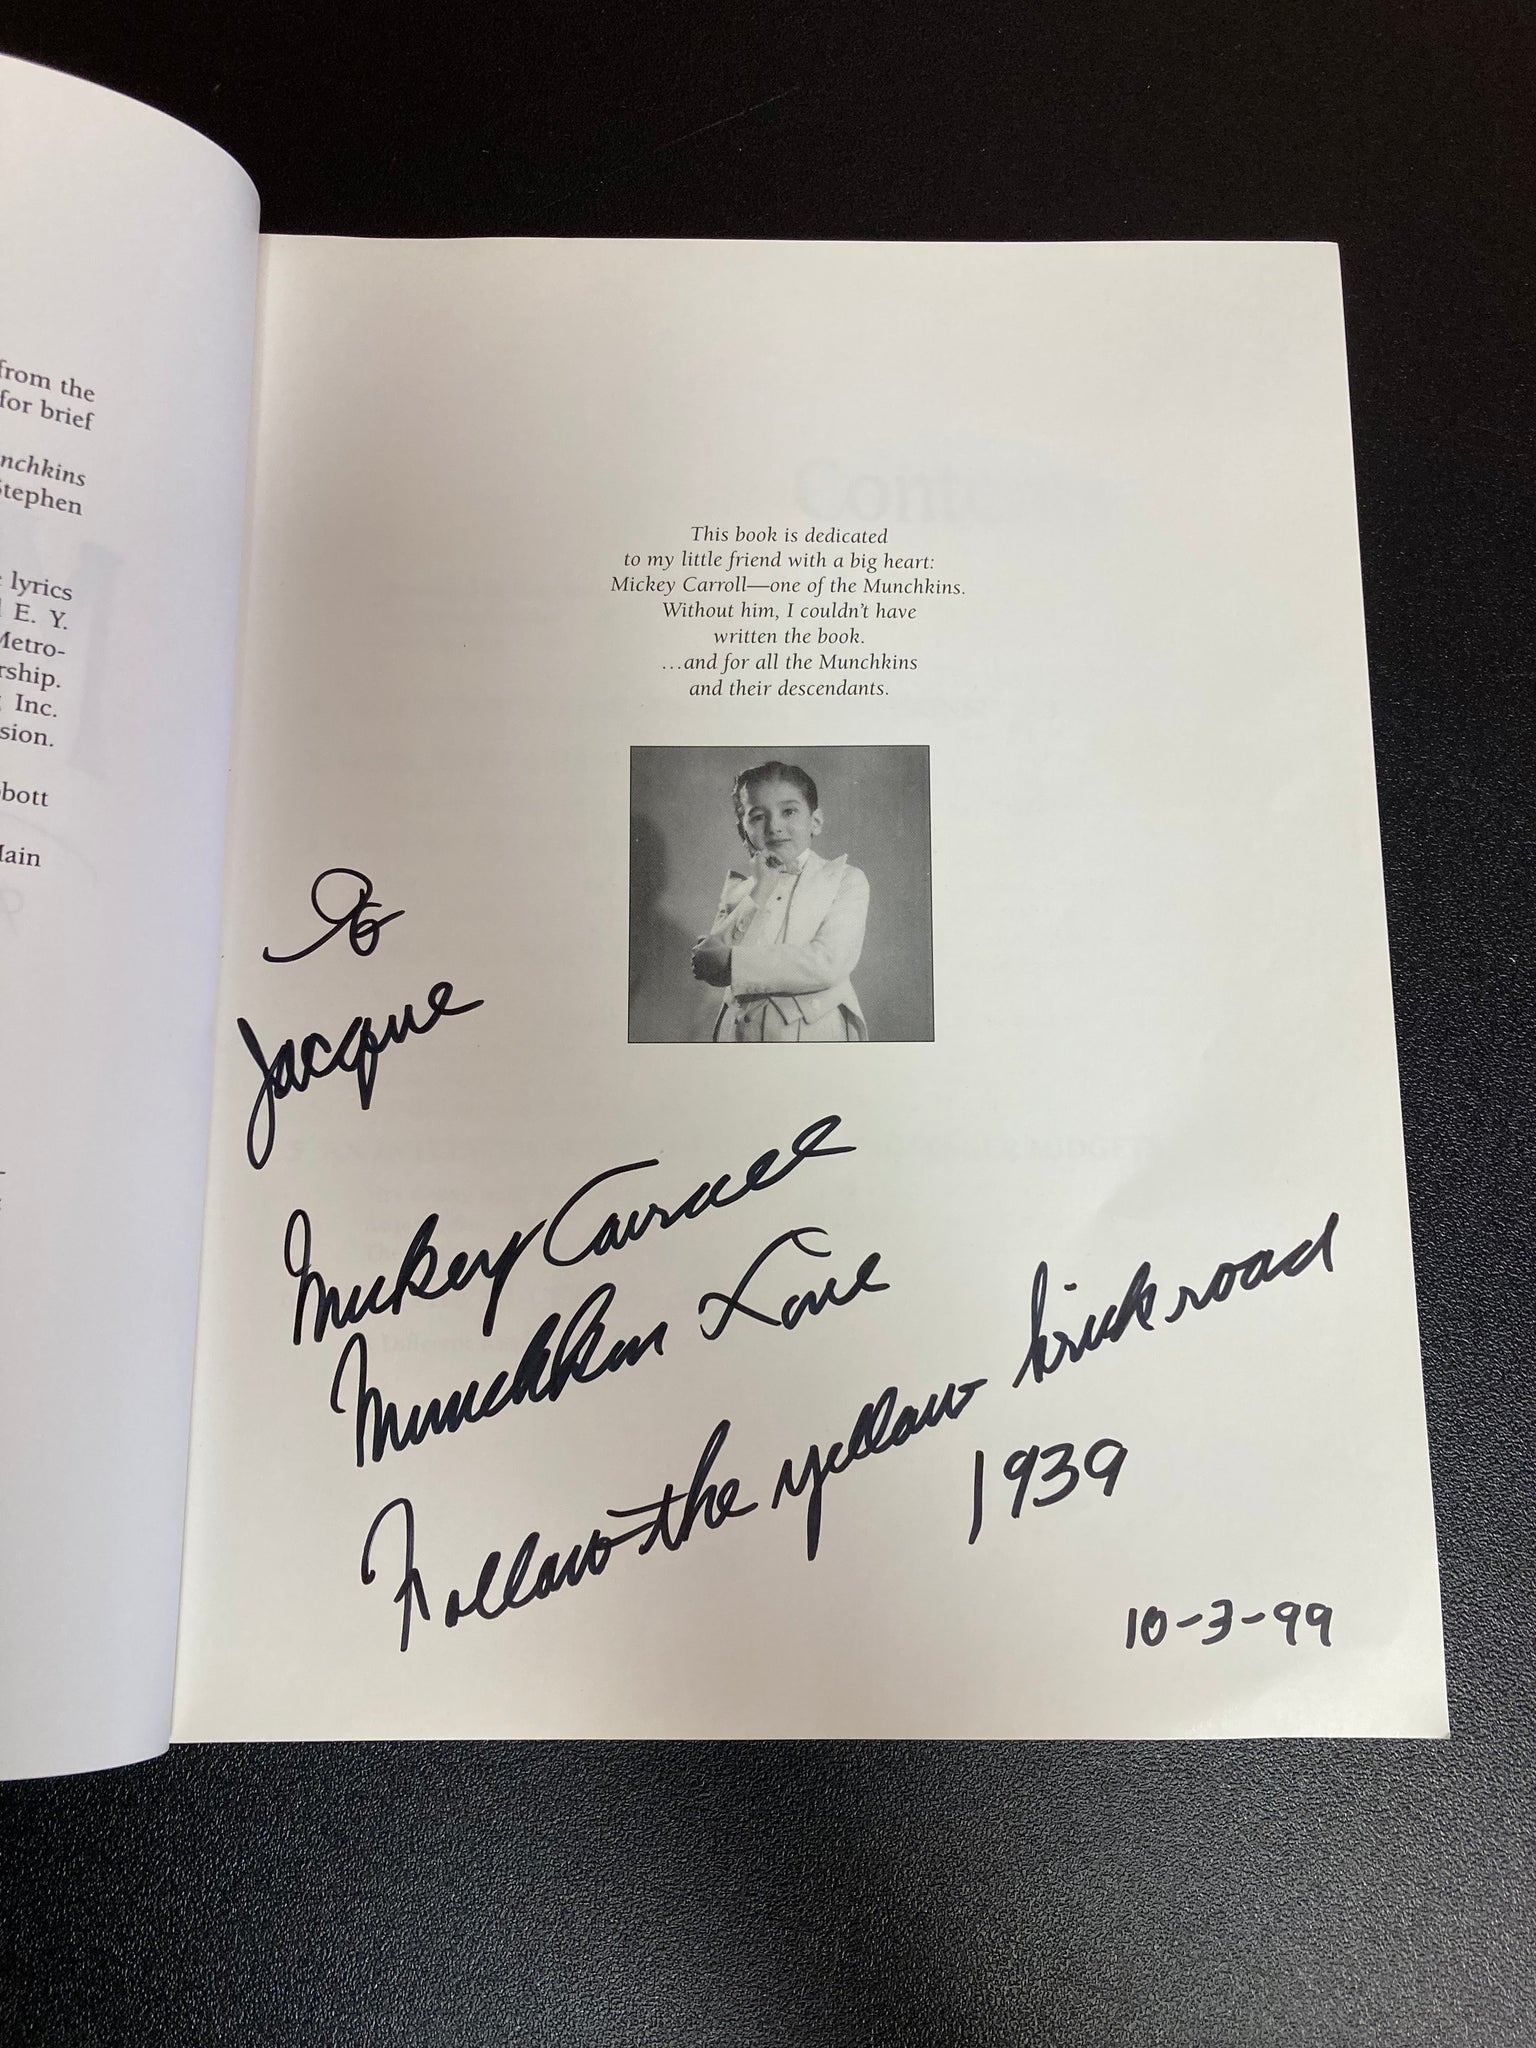 from the
for brief
nchkins
Stephen
lyrics
E. Y.
Metro-
rship.
Inc.
sion.
bott
Main
Conte
This book is dedicated
to my little friend with a big heart:
Mickey Carroll—one of the Munchkins.
Without him, I couldn't have
written the book.
...and for all the Munchkins
and their descendants.
To
Jacque
Mickey Carroll
Munchkin Love
Follow the yellow brick road
1939
10-3-99